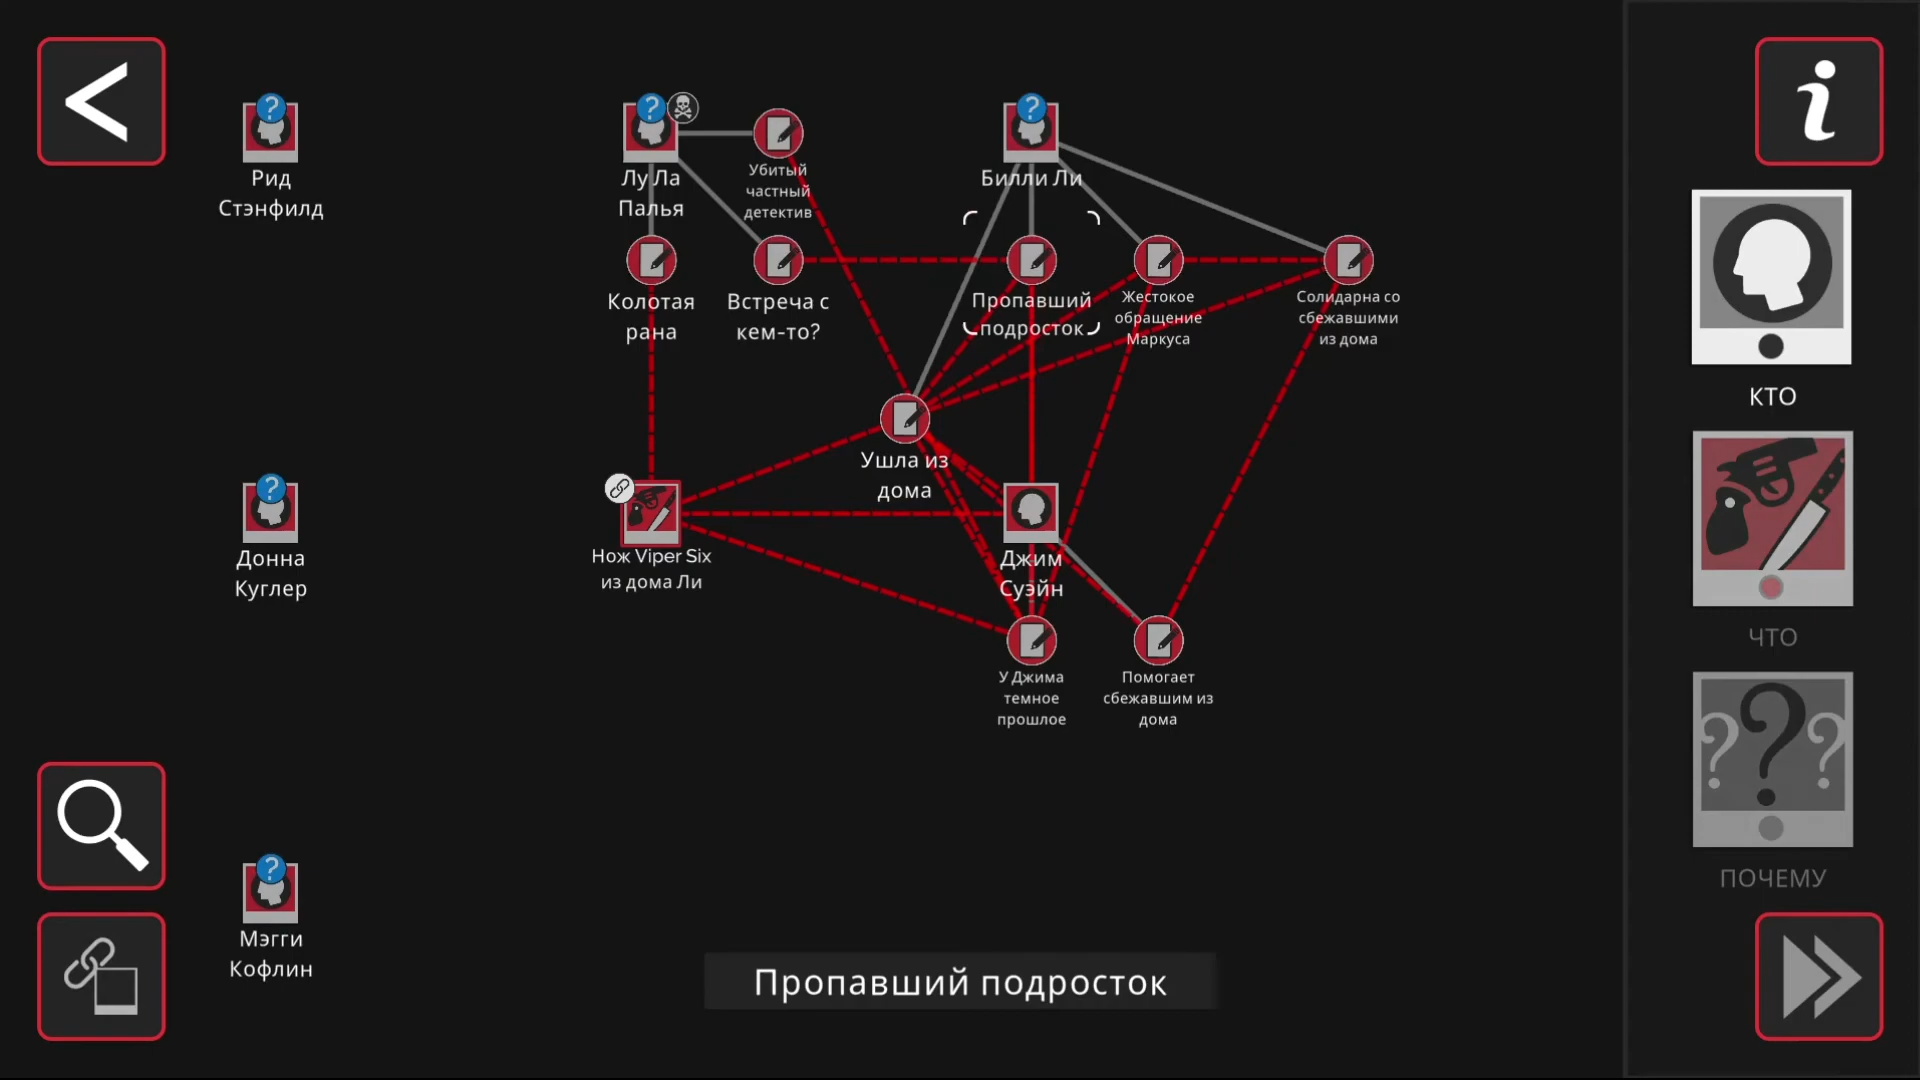 Рид
Стэнфилд
Лу Ла
Палья
Убитый
частный
детектив
Билли Ли
Колотая
рана
Встреча с
кем-то?
Пропавший
подросток
Жестокое
обращение
Маркуса
Солидарна со
сбежавшими
из дома
КТО
Ушла из
дома
Донна
Куглер
Нож Viper Six
из дома Ли
Джим
Суэйн
ЧТО
У Джима
темное
прошлое
Помогает
сбежавшим из
дома
ПОЧЕМУ
Мэгги
Кофлин
Пропавший подросток